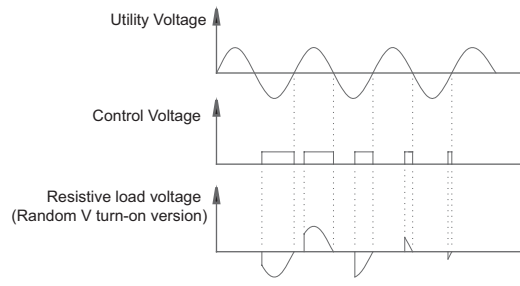 Utility Voltage
Control Voltage
Resistive load voltage
(Random V turn-on version)